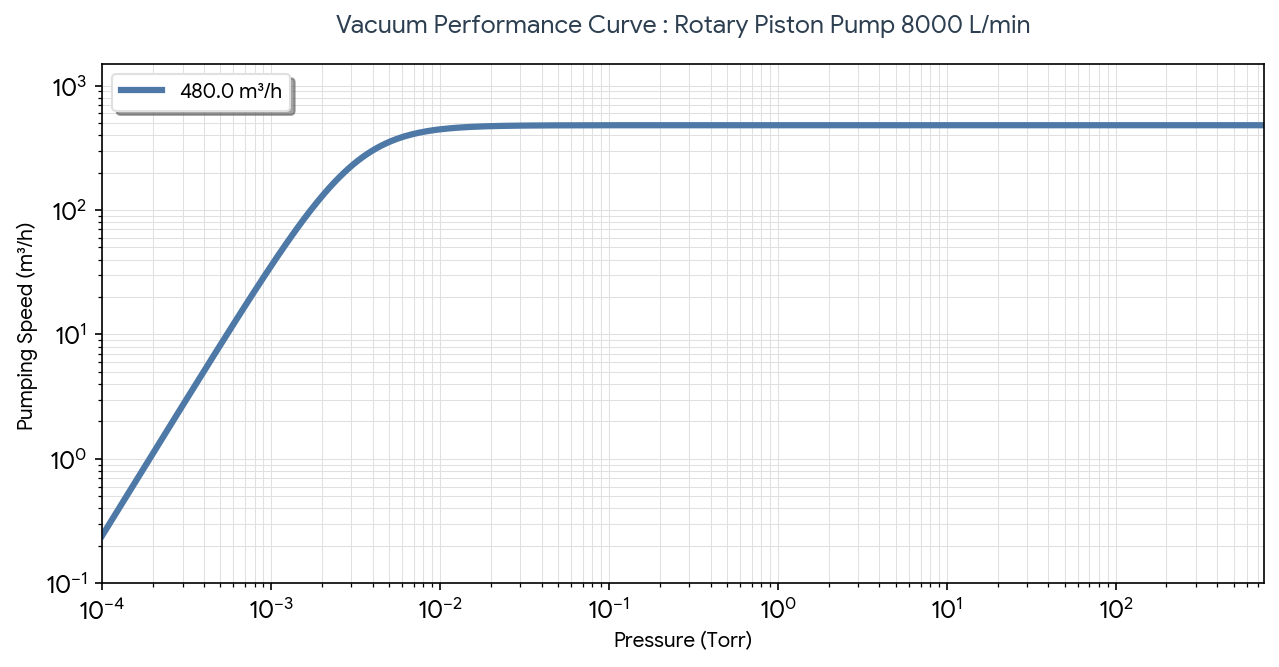 Vacuum Performance Curve : Rotary Piston Pump 8000 L/min
480.0 m³/h
Pumping Speed (m³/h)
10³
10²
10¹
10⁰
10⁻¹
10⁻⁴ 10⁻³ 10⁻² 10⁻¹ 10⁰ 10¹ 10²
Pressure (Torr)